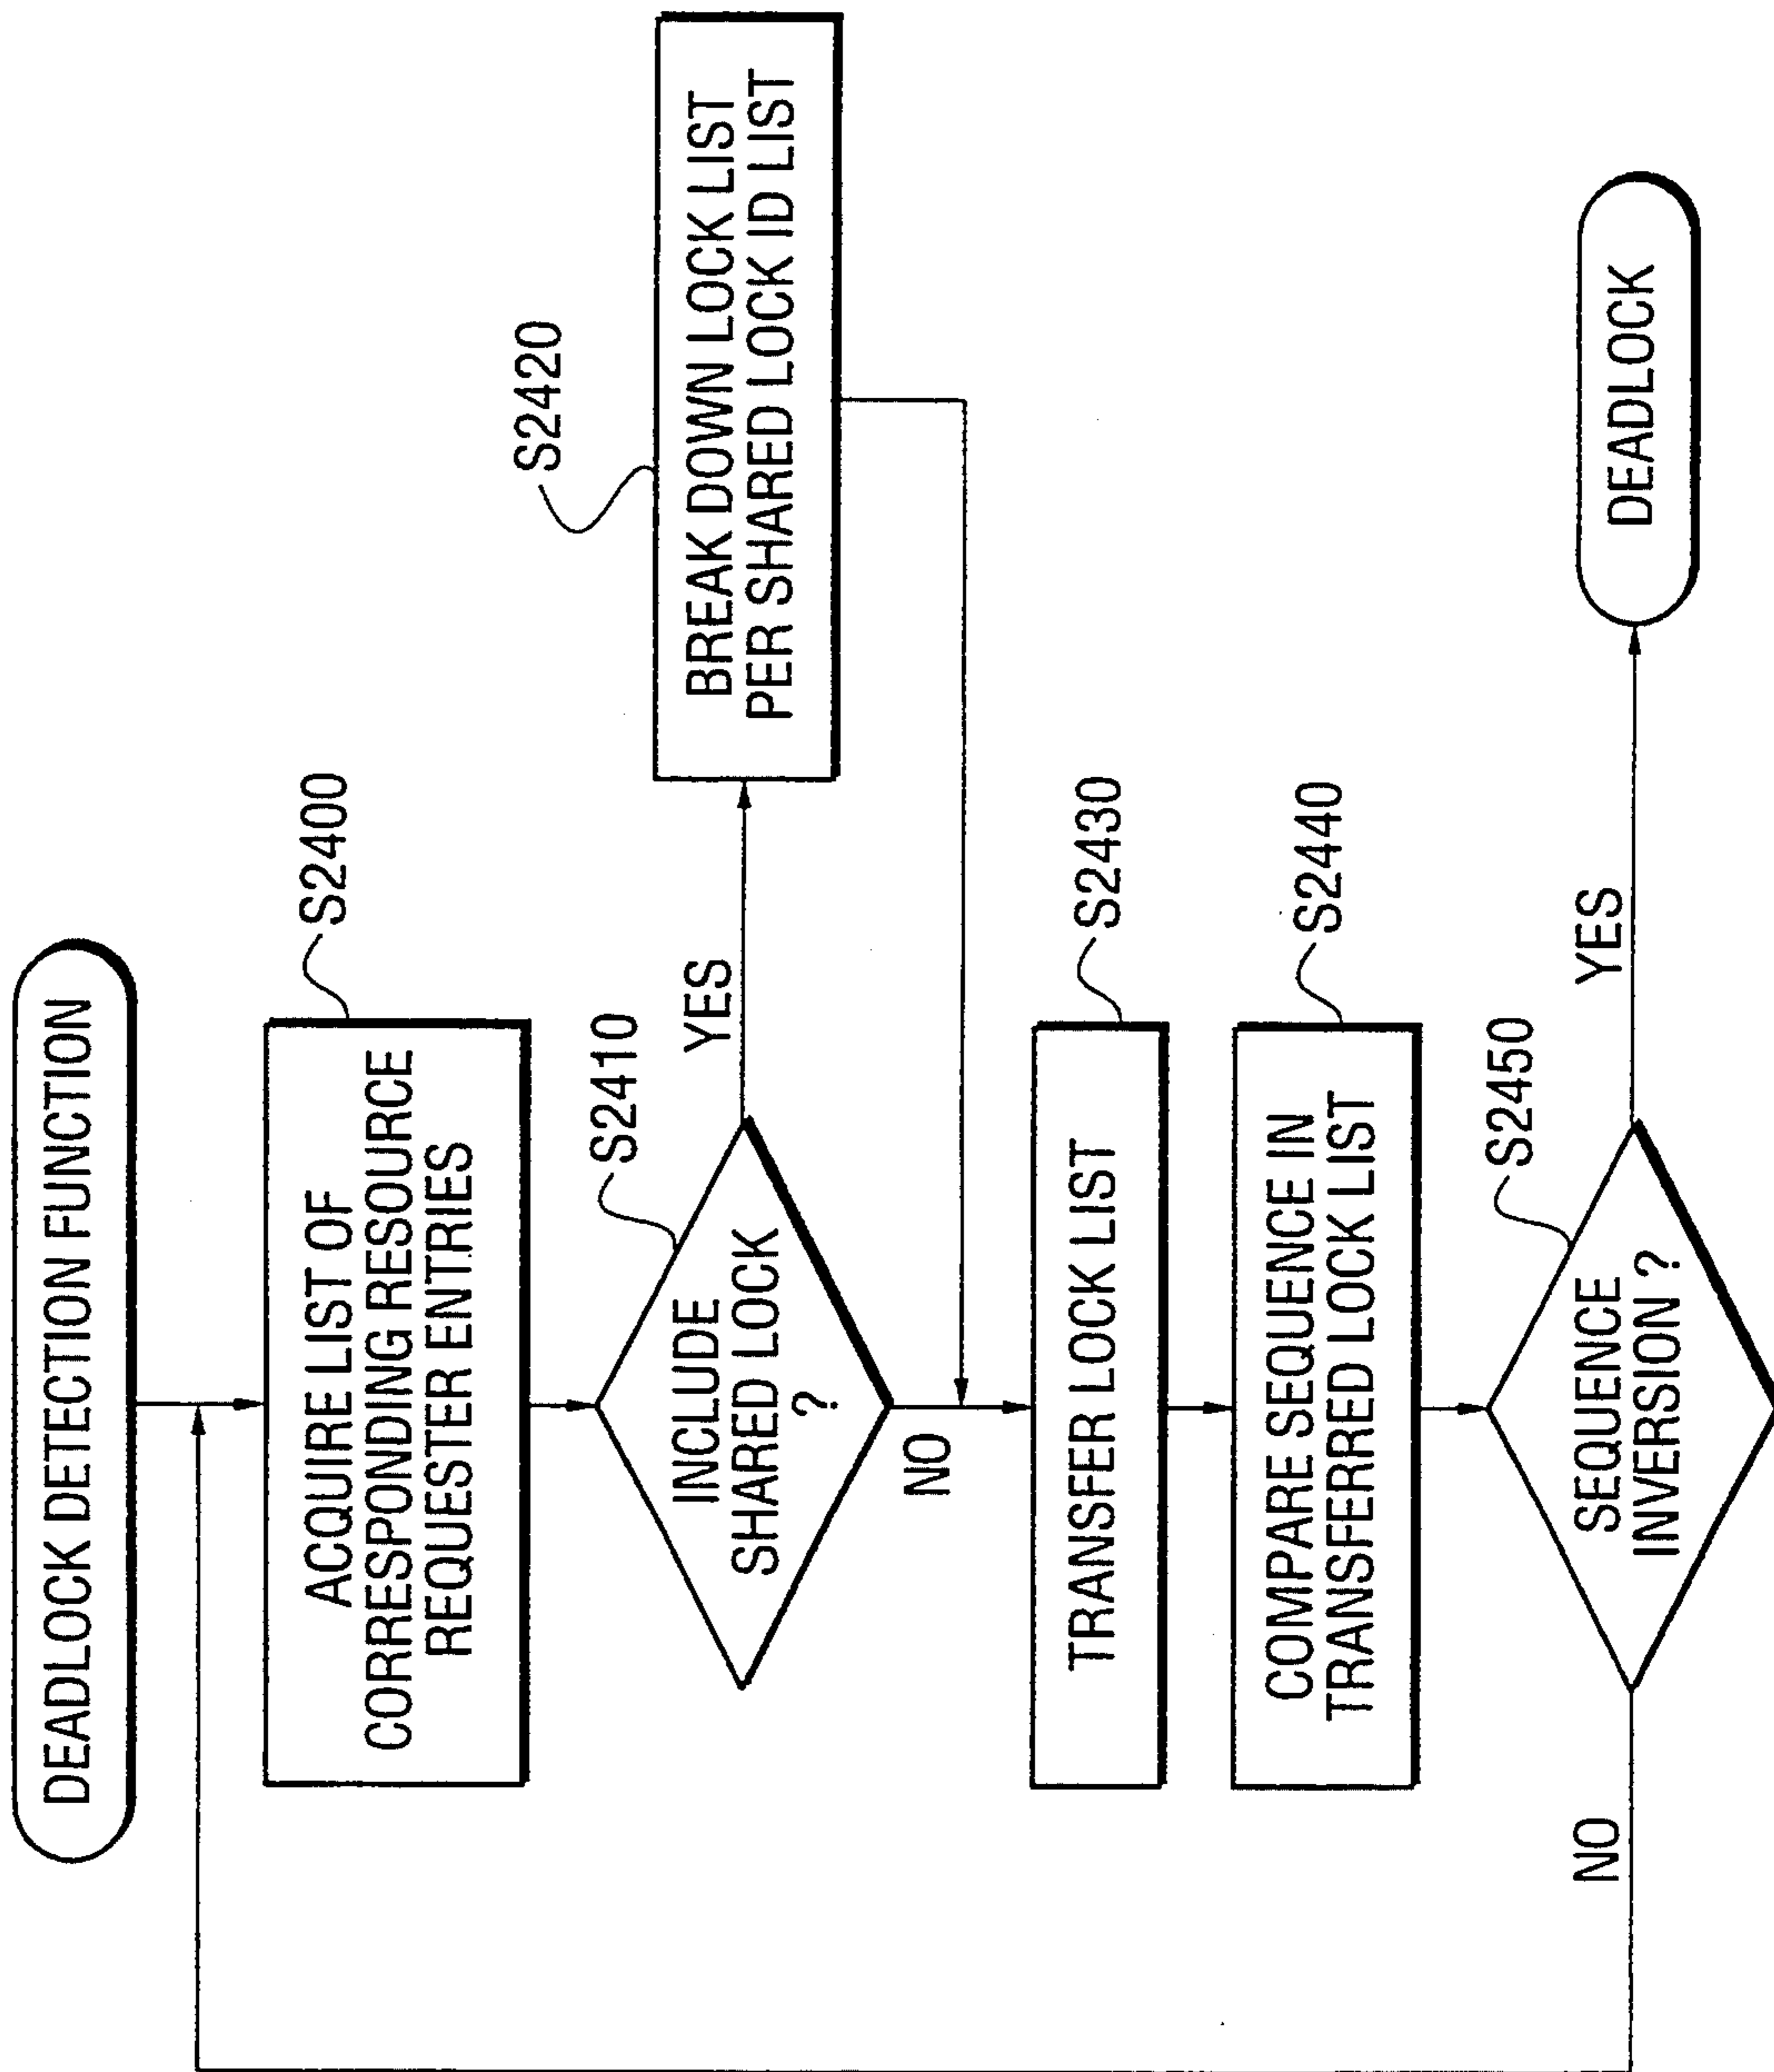 DEADLOCK DETECTION FUNCTION
S2400
ACQUIRE LIST OF
CORRESPONDING RESOURCE
REQUESTER ENTRIES
S2410
INCLUDE
SHARED LOCK
?
YES
S2420
BREAK DOWN LOCK LIST
PER SHARED LOCK ID LIST
NO
S2430
TRANSFER LOCK LIST
S2440
COMPARE SEQUENCE IN
TRANSFERRED LOCK LIST
S2450
SEQUENCE
INVERSION ?
NO
YES
DEADLOCK